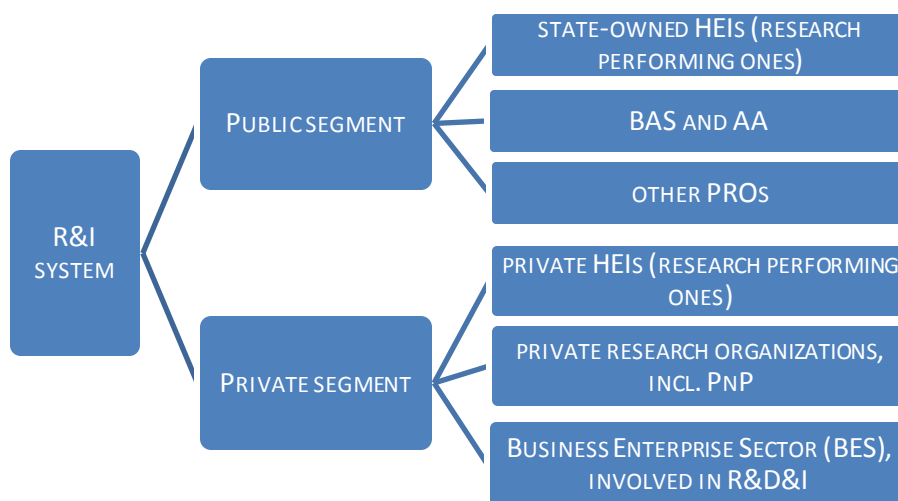 R&I
SYSTEM
PUBLIC SEGMENT
STATE-OWNED HEIS (RESEARCH
PERFORMING ONES)
BAS AND AA
OTHER PROS
PRIVATE SEGMENT
PRIVATE HEIS (RESEARCH PERFORMING
ONES)
PRIVATE RESEARCH ORGANIZATIONS,
INCL. PNP
BUSINESS ENTERPRISE SECTOR (BES),
INVOLVED IN R&D&I